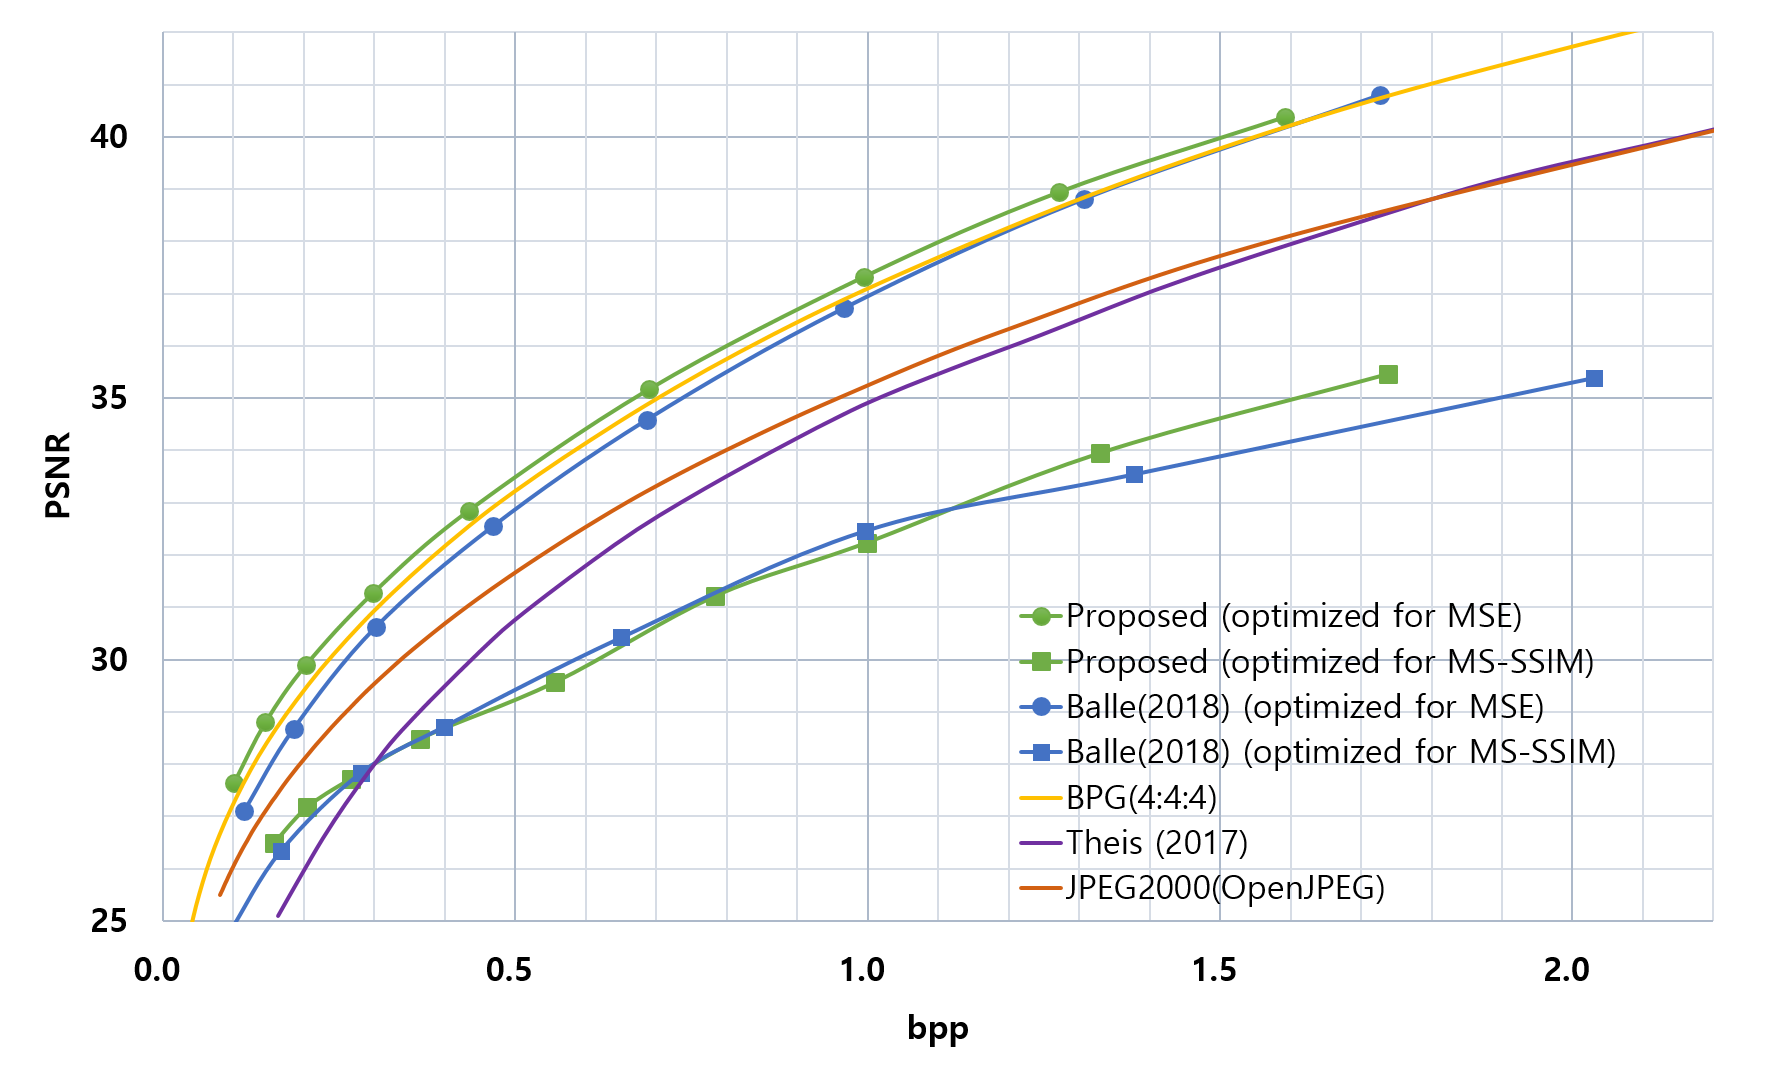 40
35
30
25
PSNR
0.0 0.5 1.0 1.5 2.0
bpp
Proposed (optimized for MSE)
Proposed (optimized for MS-SSIM)
Balle(2018) (optimized for MSE)
Balle(2018) (optimized for MS-SSIM)
BPG(4:4:4)
Theis (2017)
JPEG2000(OpenJPEG)